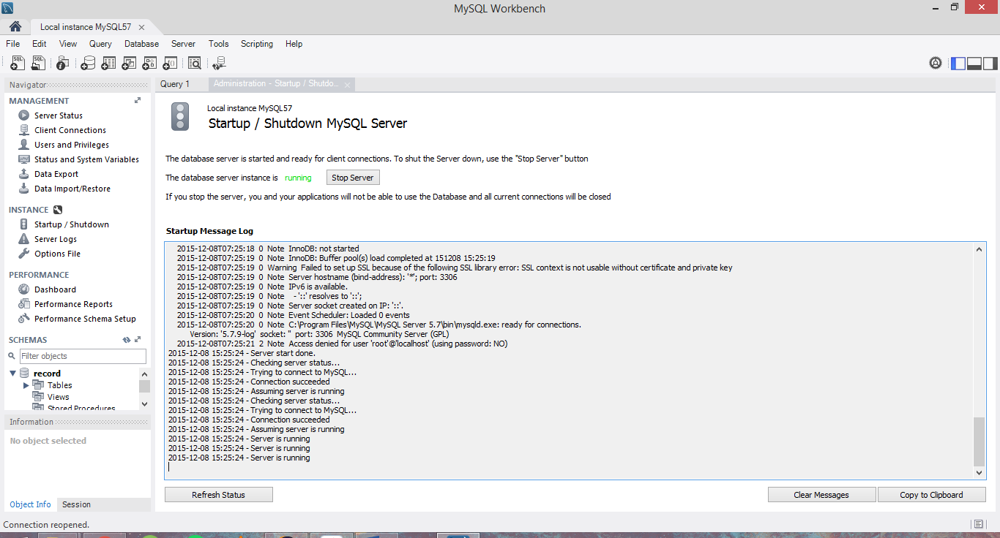 MySQL Workbench
Local instance MySQL57
File Edit View Query Database Server Tools Scripting Help
SQL SQL
Navigator
MANAGEMENT
Server Status
Client Connections
Users and Privileges
Status and System Variables
Data Export
Data Import/Restore
INSTANCE
Startup / Shutdown
Server Logs
Options File
PERFORMANCE
Dashboard
Performance Reports
Performance Schema Setup
SCHEMAS
Filter objects
record
Tables
Views
Stored Procedures
Information
No object selected
Object Info Session
Query 1 Administration - Startup / Shutdo...
Local instance MySQL57
Startup / Shutdown MySQL Server
The database server is started and ready for client connections. To shut the Server down, use the "Stop Server" button
The database server instance is running Stop Server
If you stop the server, you and your applications will not be able to use the Database and all current connections will be closed
Startup Message Log
2015-12-08T07:25:18 0 Note InnoDB: not started
2015-12-08T07:25:19 0 Note InnoDB: Buffer pool(s) load completed at 151208 15:25:19
2015-12-08T07:25:19 0 Warning Failed to set up SSL because of the following SSL library error: SSL context is not usable without certificate and private key
2015-12-08T07:25:19 0 Note Server hostname (bind-address): '*'; port: 3306
2015-12-08T07:25:19 0 Note IPv6 is available.
2015-12-08T07:25:19 0 Note - '::' resolves to '::';
2015-12-08T07:25:19 0 Note Server socket created on IP: '::'.
2015-12-08T07:25:20 0 Note Event Scheduler: Loaded 0 events
2015-12-08T07:25:20 0 Note C:\Program Files\MySQL\MySQL Server 5.7\bin\mysqld.exe: ready for connections.
Version: '5.7.9-log' socket: '' port: 3306 MySQL Community Server (GPL)
2015-12-08T07:25:21 2 Note Access denied for user 'root'@'localhost' (using password: NO)
2015-12-08 15:25:24 - Server start done.
2015-12-08 15:25:24 - Checking server status...
2015-12-08 15:25:24 - Trying to connect to MySQL...
2015-12-08 15:25:24 - Connection succeeded
2015-12-08 15:25:24 - Assuming server is running
2015-12-08 15:25:24 - Checking server status...
2015-12-08 15:25:24 - Trying to connect to MySQL...
2015-12-08 15:25:24 - Connection succeeded
2015-12-08 15:25:24 - Assuming server is running
2015-12-08 15:25:24 - Server is running
2015-12-08 15:25:24 - Server is running
2015-12-08 15:25:24 - Server is running
Refresh Status Clear Messages Copy to Clipboard
Connection reopened.